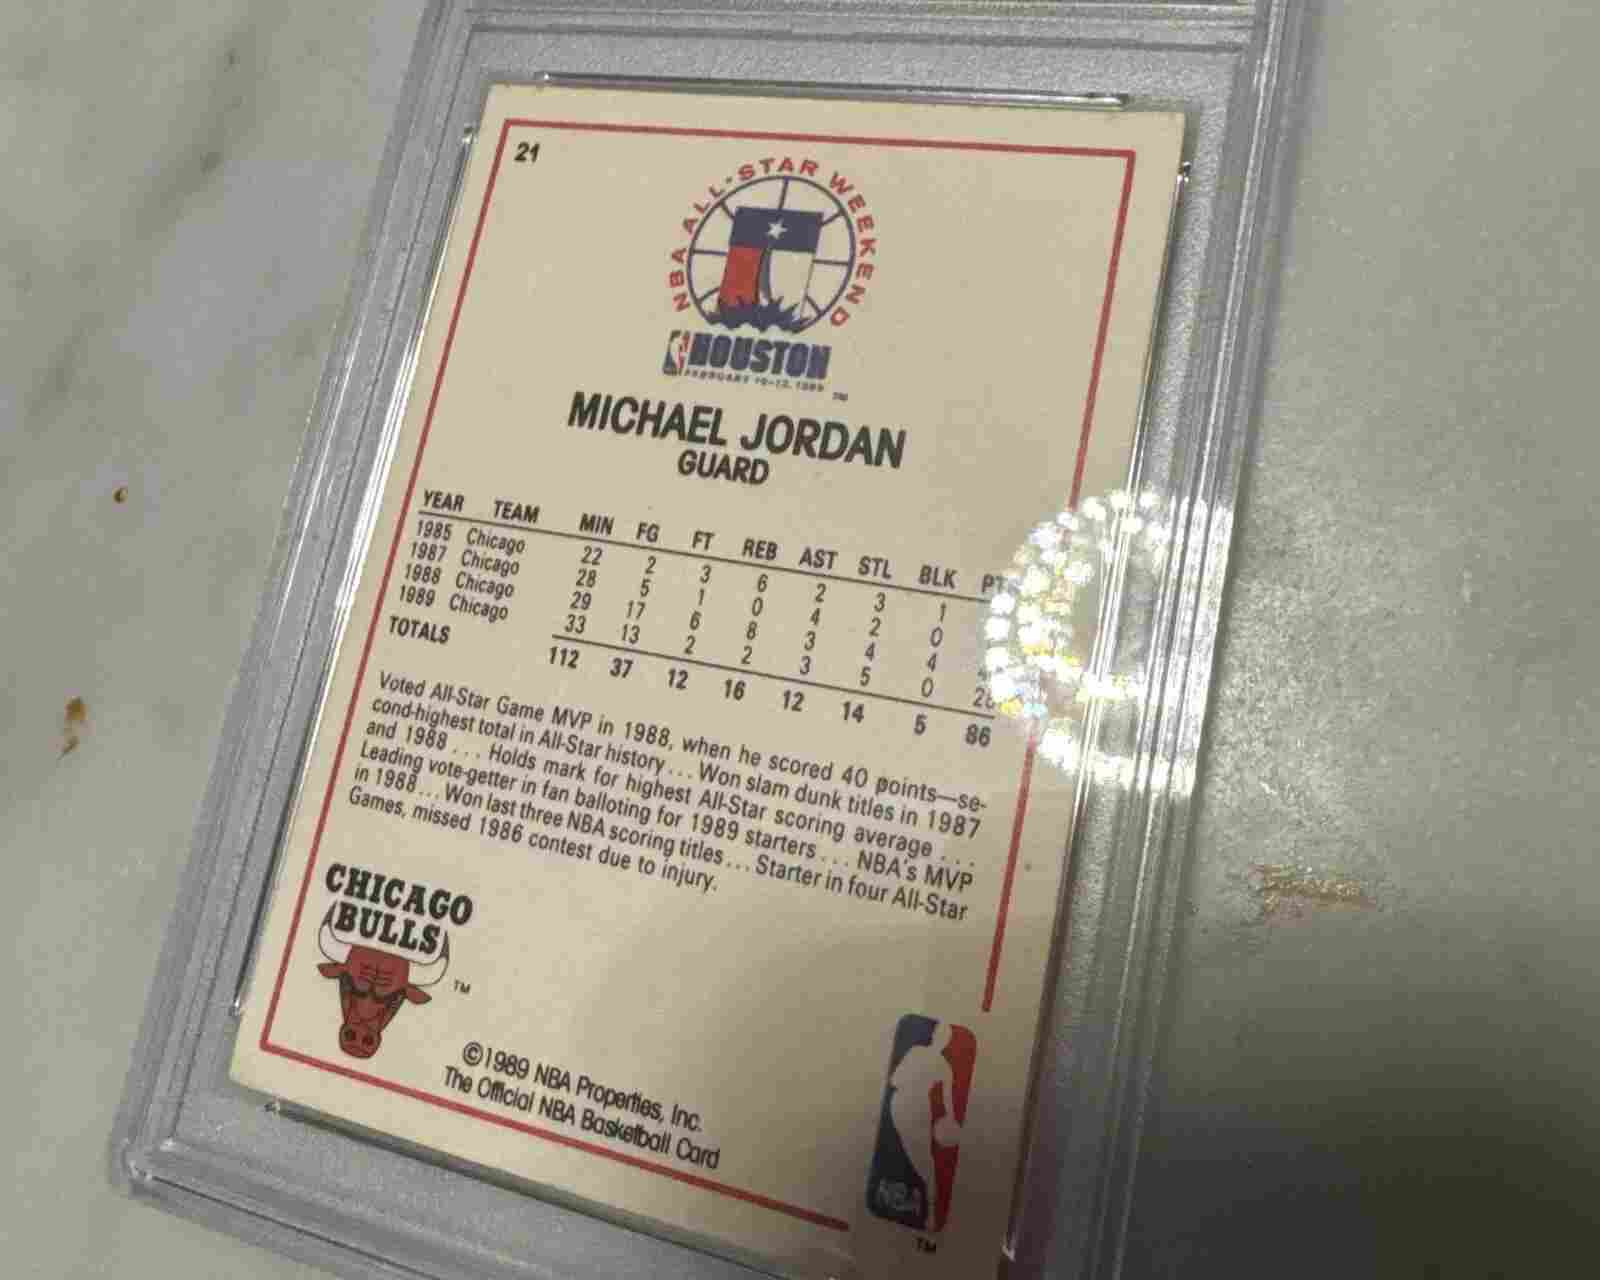 21
NBA ALL-STAR WEEKEND
HOUSTON
FEBRUARY 10-12, 1989 TM
MICHAEL JORDAN
GUARD
YEAR TEAM MIN FG FT REB AST STL BLK
1985 Chicago 22 2 3 6 2 3 1
1987 Chicago 28 5 1 0 4 2 0
1988 Chicago 29 17 6 8 3 4 4
1989 Chicago 33 13 2 2 3 5 0 28
TOTALS 112 37 12 16 12 14 5 86
Voted All-Star Game MVP in 1988, when he scored 40 points—se-
cond-highest total in All-Star history... Won slam dunk titles in 1987
and 1988... Holds mark for highest All-Star scoring average...
Leading vote-getter in fan balloting for 1989 starters... NBA's MVP
in 1988... Won last three NBA scoring titles... Starter in four All-Star
Games, missed 1986 contest due to injury.
CHICAGO
BULLS
TM
©1989 NBA Properties, Inc.
The Official NBA Basketball Card
NBA
TM